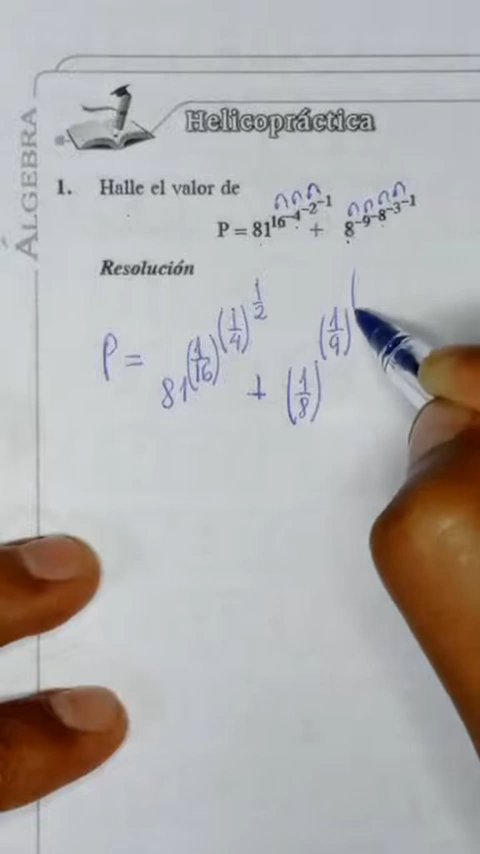 ÁLGEBRA
Helicopráctica
1. Halle el valor de
P = 81^16^-4^-2^-1 + 8^-9^-8^-3^-1
Resolución
P = 81^(1/16)^(1/4)^1/2 + (1/8)^(1/9)^(